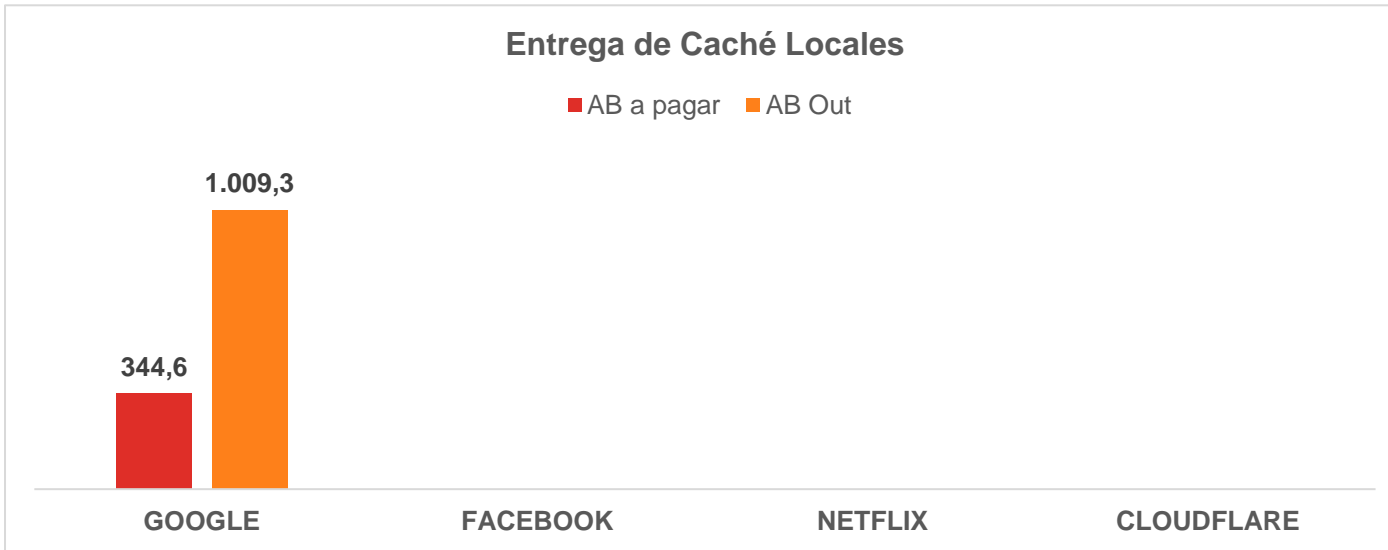 Entrega de Caché Locales
AB a pagar AB Out
1.009,3
344,6
GOOGLE FACEBOOK NETFLIX CLOUDFLARE